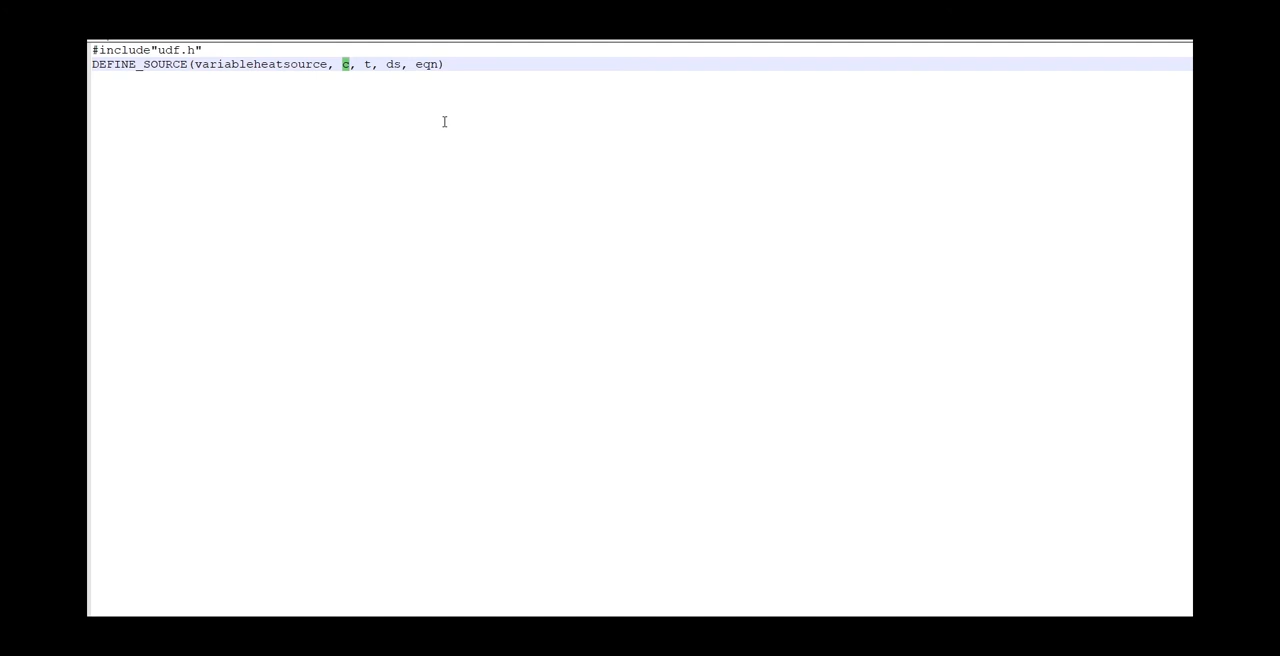 #include"udf.h"
DEFINE_SOURCE(variableheatsource, c, t, ds, eqn)